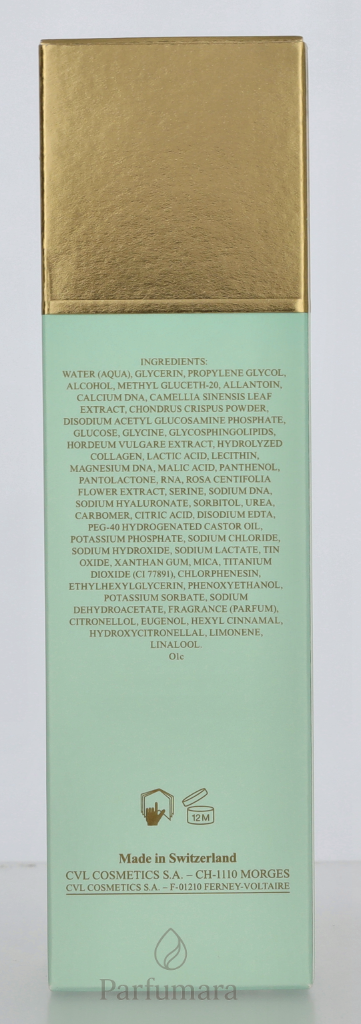 INGREDIENTS:
WATER (AQUA), GLYCERIN, PROPYLENE GLYCOL,
ALCOHOL, METHYL GLUCETH-20, ALLANTOIN,
CALCIUM DNA, CAMELLIA SINENSIS LEAF
EXTRACT, CHONDRUS CRISPUS POWDER,
DISODIUM ACETYL GLUCOSAMINE PHOSPHATE,
GLUCOSE, GLYCINE, GLYCOSPHINGOLIPIDS,
HORDEUM VULGARE EXTRACT, HYDROLYZED
COLLAGEN, LACTIC ACID, LECITHIN,
MAGNESIUM DNA, MALIC ACID, PANTHENOL,
PANTOLACTONE, RNA, ROSA CENTIFOLIA
FLOWER EXTRACT, SERINE, SODIUM DNA,
SODIUM HYALURONATE, SORBITOL, UREA,
CARBOMER, CITRIC ACID, DISODIUM EDTA,
PEG-40 HYDROGENATED CASTOR OIL,
POTASSIUM PHOSPHATE, SODIUM CHLORIDE,
SODIUM HYDROXIDE, SODIUM LACTATE, TIN
OXIDE, XANTHAN GUM, MICA, TITANIUM
DIOXIDE (CI 77891), CHLORPHENESIN,
ETHYLHEXYLGLYCERIN, PHENOXYETHANOL,
POTASSIUM SORBATE, SODIUM
DEHYDROACETATE, FRAGRANCE (PARFUM),
CITRONELLOL, EUGENOL, HEXYL CINNAMAL,
HYDROXYCITRONELLAL, LIMONENE,
LINALOOL.
O1c
12 M
Made in Switzerland
CVL COSMETICS S.A. – CH-1110 MORGES
CVL COSMETICS S.A. – F-01210 FERNEY-VOLTAIRE
Parfumara